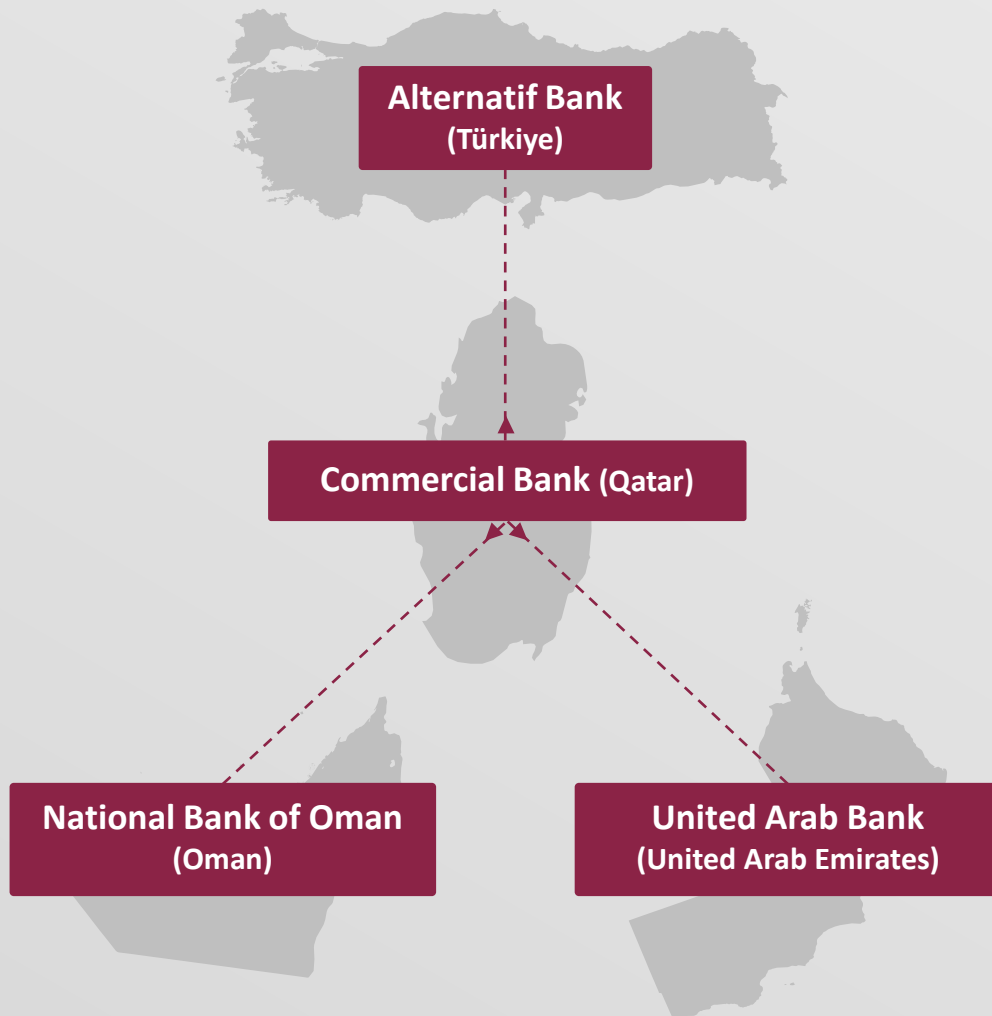 Alternatif Bank
(Türkiye)
Commercial Bank (Qatar)
National Bank of Oman
(Oman)
United Arab Bank
(United Arab Emirates)